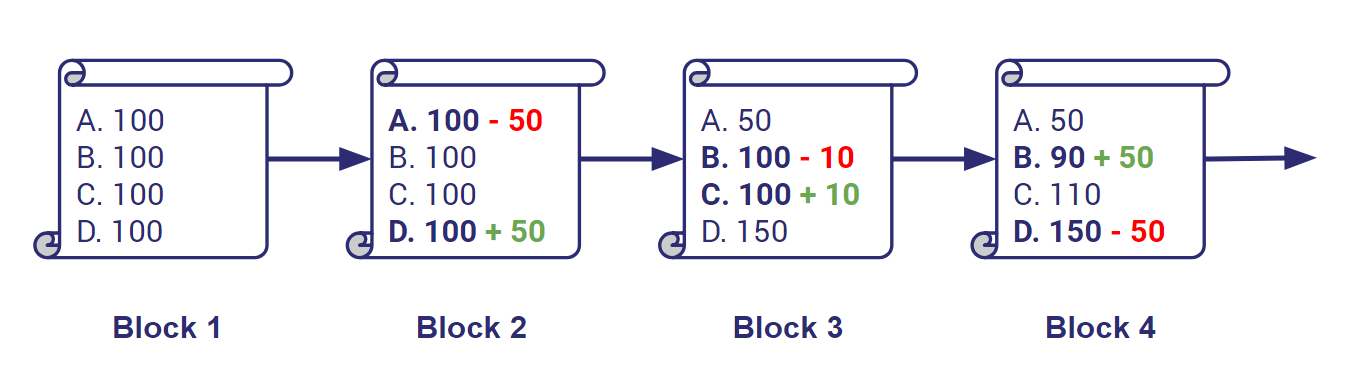 A. 100
B. 100
C. 100
D. 100
Block 1
A. 100 - 50
B. 100
C. 100
D. 100 + 50
Block 2
A. 50
B. 100 - 10
C. 100 + 10
D. 150
Block 3
A. 50
B. 90 + 50
C. 110
D. 150 - 50
Block 4